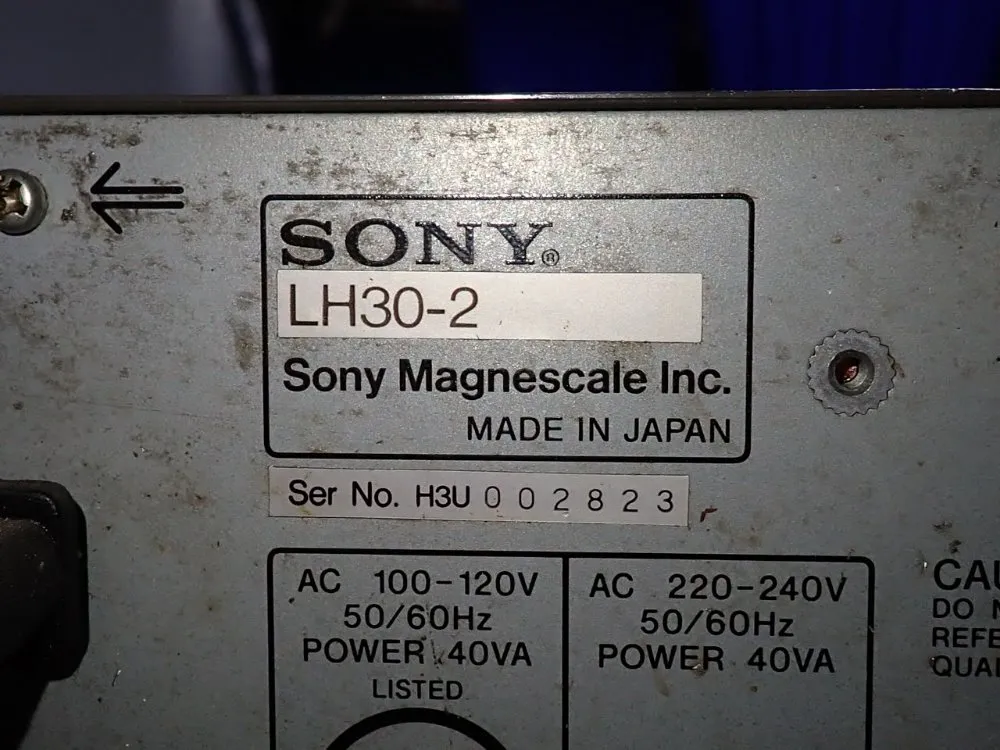 SONY®
LH30-2
Sony Magnescale Inc.
MADE IN JAPAN
Ser No. H3U 002823
AC 100-120V
50/60Hz
POWER 40VA
LISTED
AC 220-240V
50/60Hz
POWER 40VA
DO